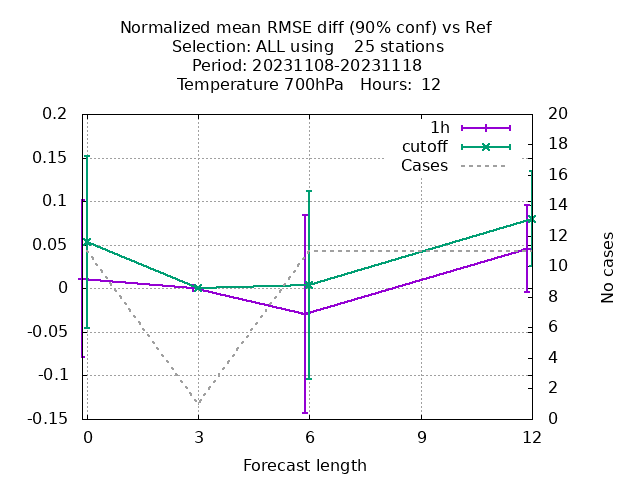 Normalized mean RMSE diff (90% conf) vs Ref
Selection: ALL using    25 stations
Period: 20231108-20231118
Temperature 700hPa   Hours:  12
0.2
0.15
0.1
0.05
0
-0.05
-0.1
-0.15
20
18
16
14
12
10
8
6
4
2
0
1h
cutoff
Cases
No cases
0
3
6
9
12
Forecast length